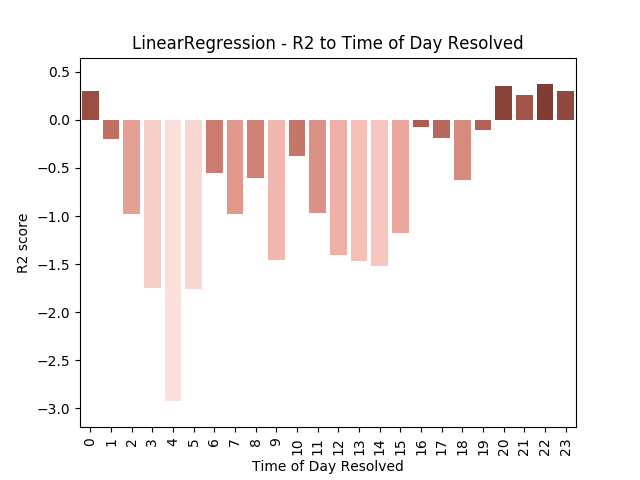 LinearRegression - R2 to Time of Day Resolved
0.5
0.0
−0.5
−1.0
−1.5
−2.0
−2.5
−3.0
R2 score
0 1 2 3 4 5 6 7 8 9 10 11 12 13 14 15 16 17 18 19 20 21 22 23
Time of Day Resolved